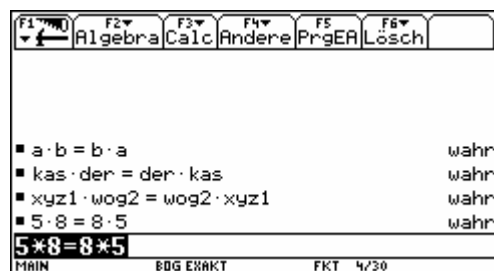 F1 F2 F3 F4 F5 F6
Algebra Calc Andere PrgEA Lösch
a·b = b·a wahr
kas·der = der·kas wahr
xyz1·wog2 = wog2·xyz1 wahr
5·8 = 8·5 wahr
5*8=8*5
MAIN BOG EXAKT FKT 4/30